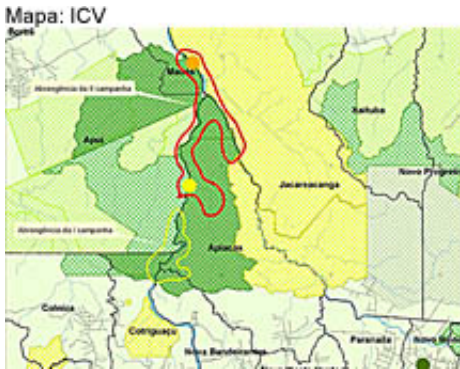 Mapa: ICV
Borba
Maués
Abrangência da II campanha
Itaituba
Apuí
Novo Progresso
Jacareacanga
Abrangência da I campanha
Apiacás
Colniza
Cotriguaçu
Paranaíta
Nova Bandeirantes